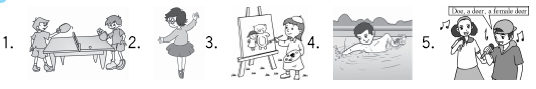 1. 2. 3. 4. 5.
Doe, a deer, a female deer